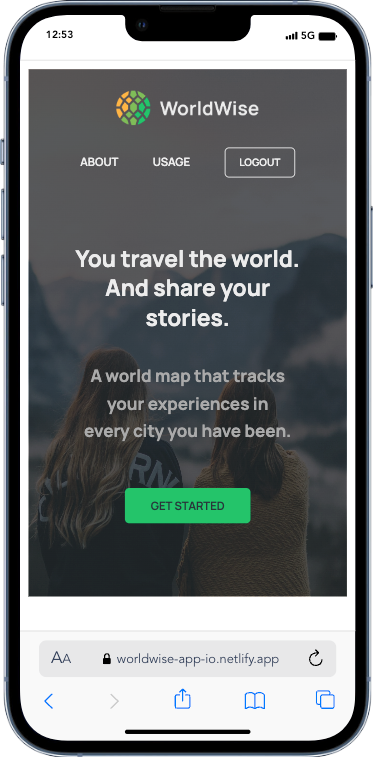 12:53
5G
WorldWise
ABOUT USAGE LOGOUT
You travel the world.
And share your
stories.
A world map that tracks
your experiences in
every city you have been.
GET STARTED
AA worldwise-app-io.netlify.app